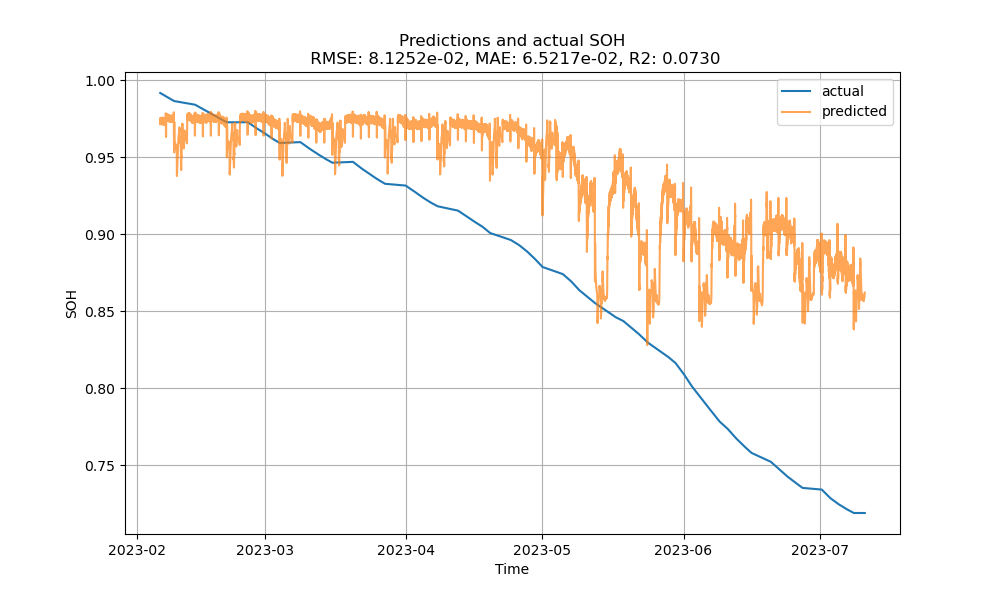 Predictions and actual SOH
RMSE: 8.1252e-02, MAE: 6.5217e-02, R2: 0.0730
actual
predicted
1.00
0.95
0.90
0.85
0.80
0.75
SOH
2023-02
2023-03
2023-04
2023-05
2023-06
2023-07
Time